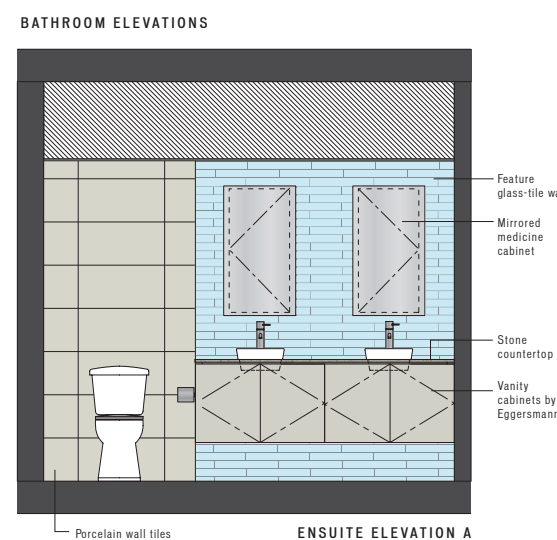 BATHROOM ELEVATIONS
Feature
glass-tile wa
Mirrored
medicine
cabinet
Stone
countertop
Vanity
cabinets by
Eggersmann
Porcelain wall tiles
ENSUITE ELEVATION A